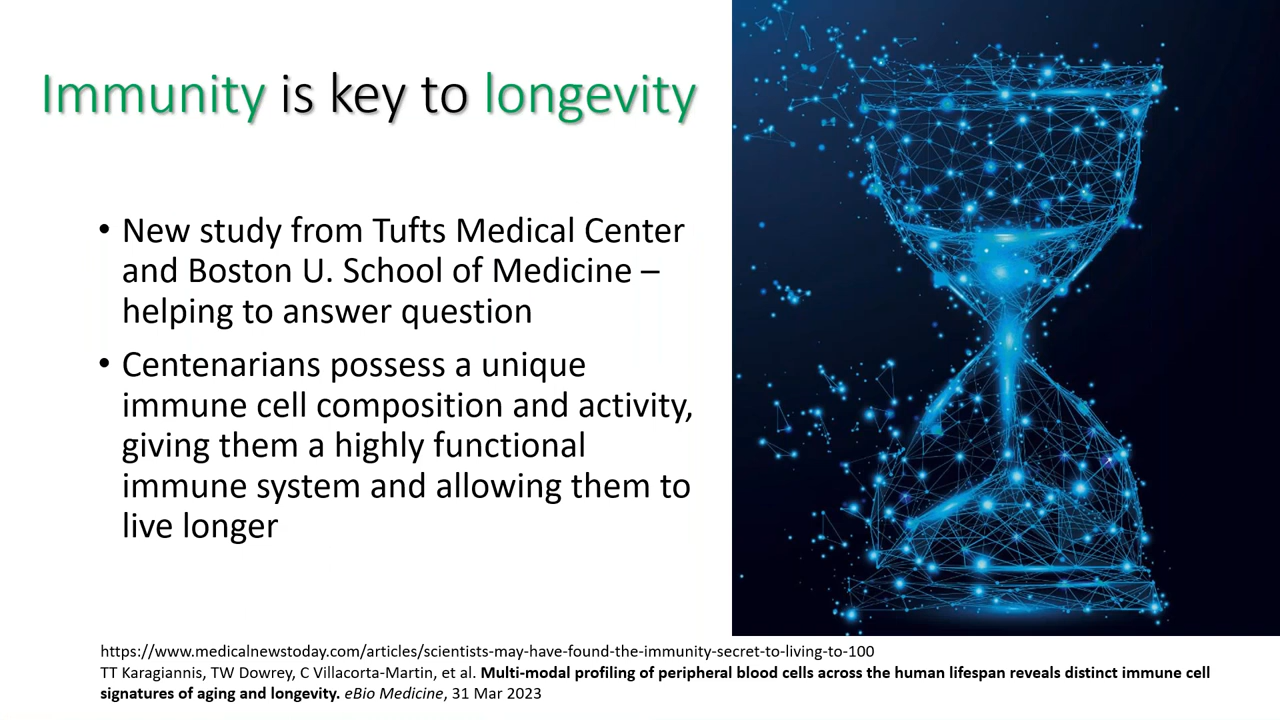 Immunity is key to longevity
• New study from Tufts Medical Center
and Boston U. School of Medicine –
helping to answer question
• Centenarians possess a unique
immune cell composition and activity,
giving them a highly functional
immune system and allowing them to
live longer
https://www.medicalnewstoday.com/articles/scientists-may-have-found-the-immunity-secret-to-living-to-100
TT Karagiannis, TW Dowrey, C Villacorta-Martin, et al. Multi-modal profiling of peripheral blood cells across the human lifespan reveals distinct immune cell
signatures of aging and longevity. eBio Medicine, 31 Mar 2023